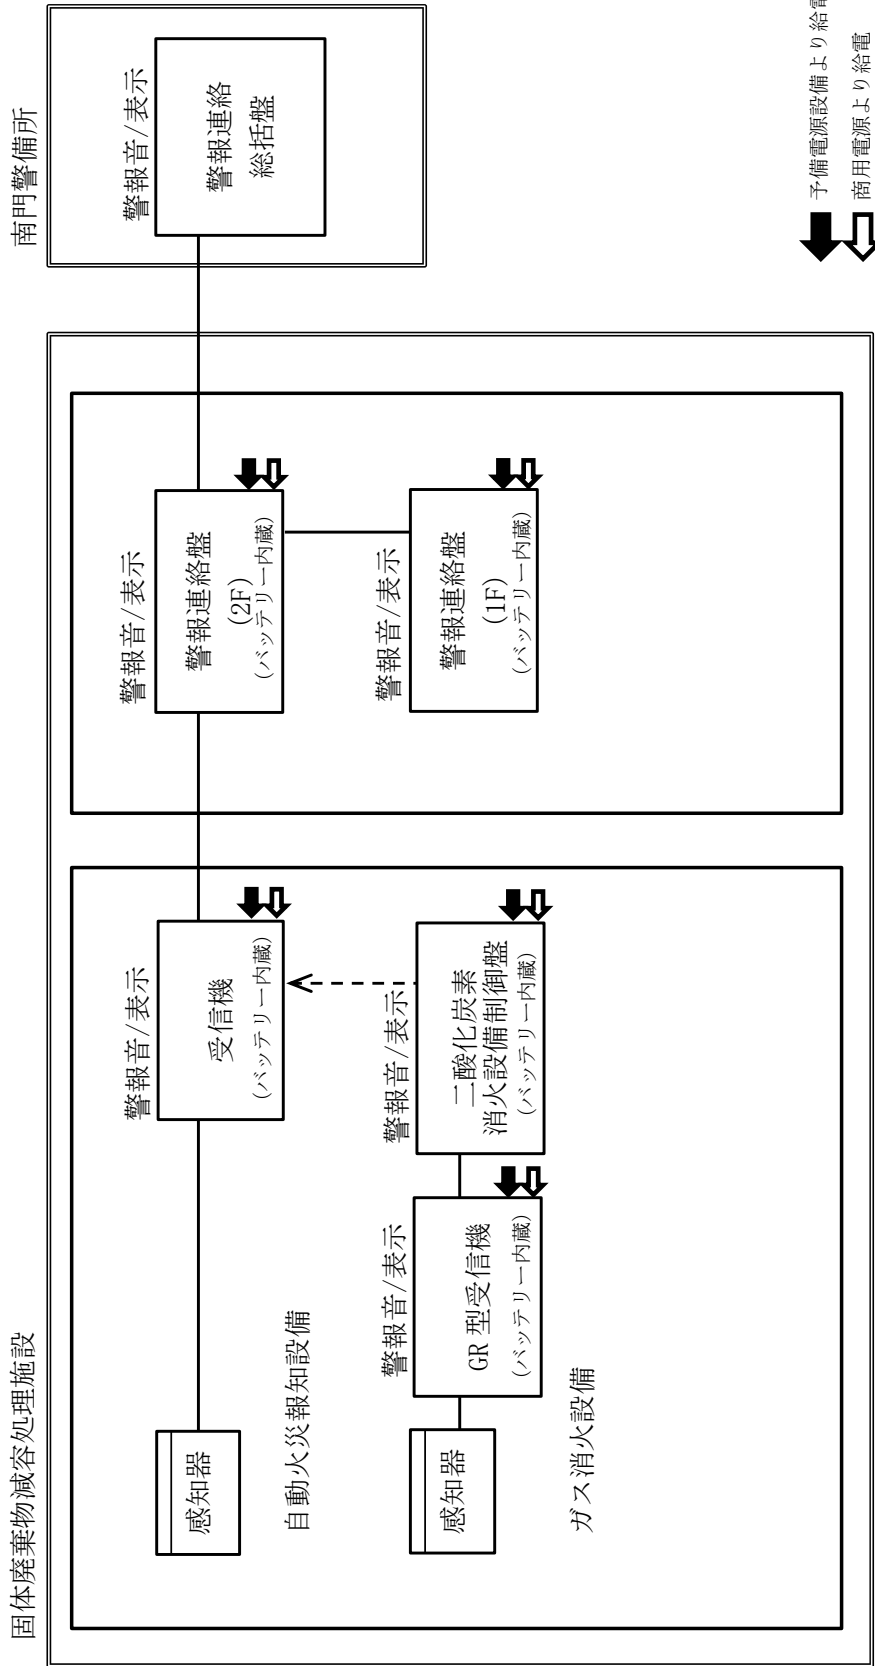 固体廃棄物減容処理施設
南門警備所
警報音/表示
受信機
(バッテリー内蔵)
警報音/表示
警報連絡盤
(2F)
(バッテリー内蔵)
警報音/表示
警報連絡
総括盤
感知器
自動火災報知設備
警報音/表示
GR 型受信機
(バッテリー内蔵)
警報音/表示
二酸化炭素
消火設備制御盤
(バッテリー内蔵)
警報音/表示
警報連絡盤
(1F)
(バッテリー内蔵)
感知器
ガス消火設備
予備電源設備より給電
商用電源より給電